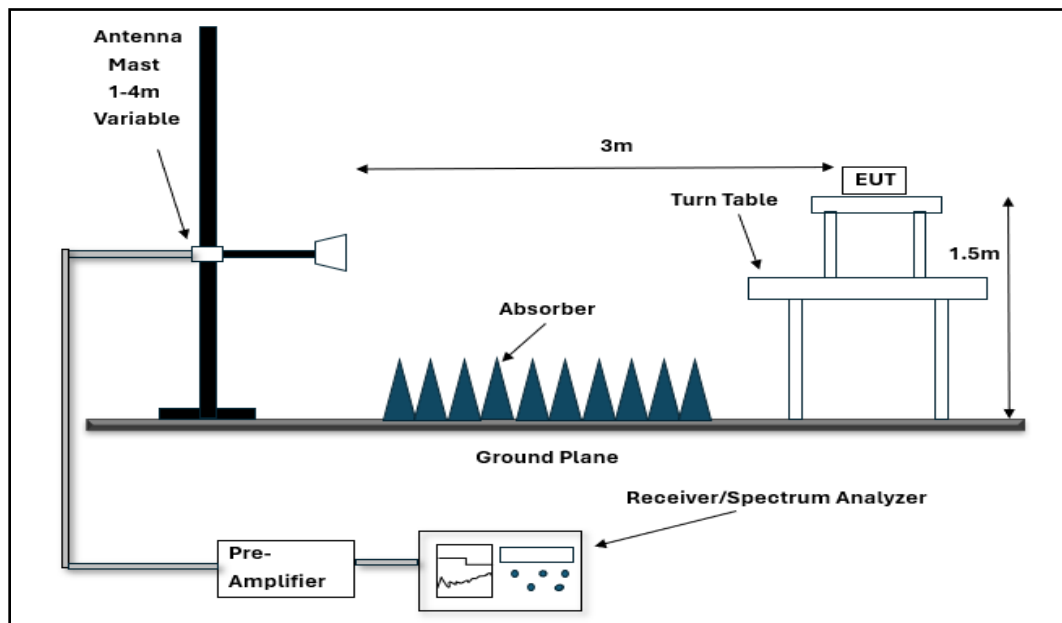 Antenna
Mast
1-4m
Variable
3m
EUT
Turn Table
1.5m
Absorber
Ground Plane
Receiver/Spectrum Analyzer
Pre-
Amplifier